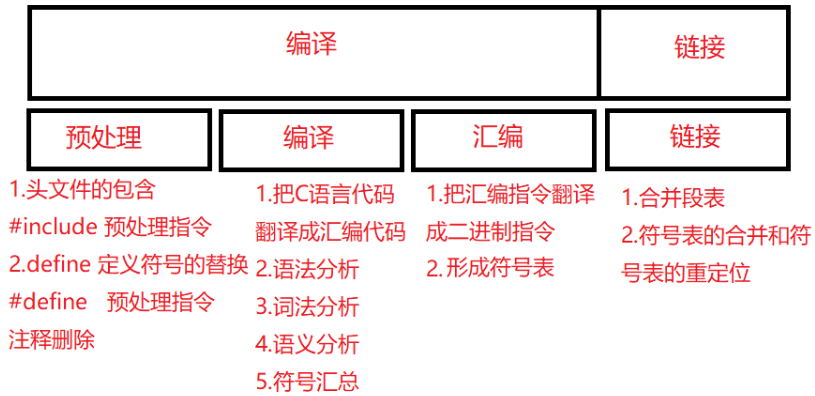 编译
链接
预处理
编译
汇编
链接
1.头文件的包含
#include 预处理指令
2.define 定义符号的替换
#define 预处理指令
注释删除
1.把C语言代码
翻译成汇编代码
2.语法分析
3.词法分析
4.语义分析
5.符号汇总
1.把汇编指令翻译
成二进制指令
2.形成符号表
1.合并段表
2.符号表的合并和符
号表的重定位